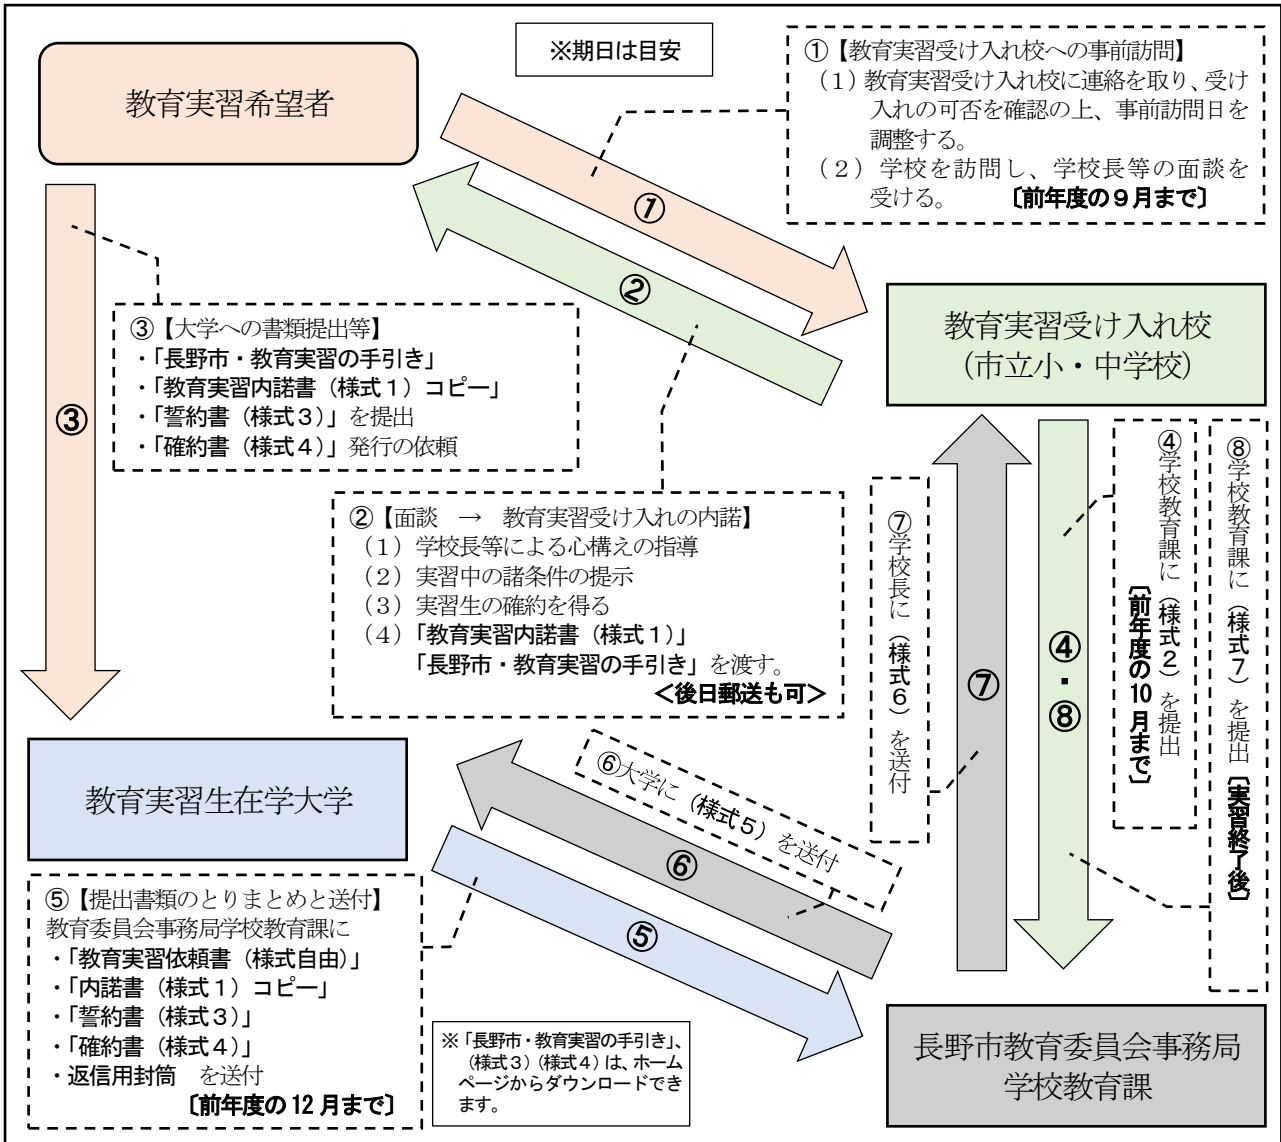 教育実習希望者
※期日は目安
①【教育実習受け入れ校への事前訪問】
（１）教育実習受け入れ校に連絡を取り、受け
入れの可否を確認の上、事前訪問日を
調整する。
（２）学校を訪問し、学校長等の面談を
受ける。 〔前年度の９月まで〕
①
②
教育実習受け入れ校
（市立小・中学校）
③【大学への書類提出等】
・「長野市・教育実習の手引き」
・「教育実習内諾書（様式１）コピー」
・「誓約書（様式３）」を提出
・「確約書（様式４）」発行の依頼
③
②【面談　→　教育実習受け入れの内諾】
（１）学校長等による心構えの指導
（２）実習中の諸条件の提示
（３）実習生の確約を得る
（４）「教育実習内諾書（様式１）」
「長野市・教育実習の手引き」を渡す。
＜後日郵送も可＞
⑦学校長に（様式６）を送付
⑦
④・⑧
④学校教育課に（様式２）を提出
〔前年度の10月まで〕
⑧学校教育課に（様式７）を提出〔実習終了後〕
教育実習生在学大学
⑥大学に（様式５）を送付
⑥
⑤
⑤【提出書類のとりまとめと送付】
教育委員会事務局学校教育課に
・「教育実習依頼書（様式自由）」
・「内諾書（様式１）コピー」
・「誓約書（様式３）」
・「確約書（様式４）」
・返信用封筒　を送付
〔前年度の12月まで〕
※「長野市・教育実習の手引き」、
（様式３）（様式４）は、ホーム
ページからダウンロードでき
ます。
長野市教育委員会事務局
学校教育課